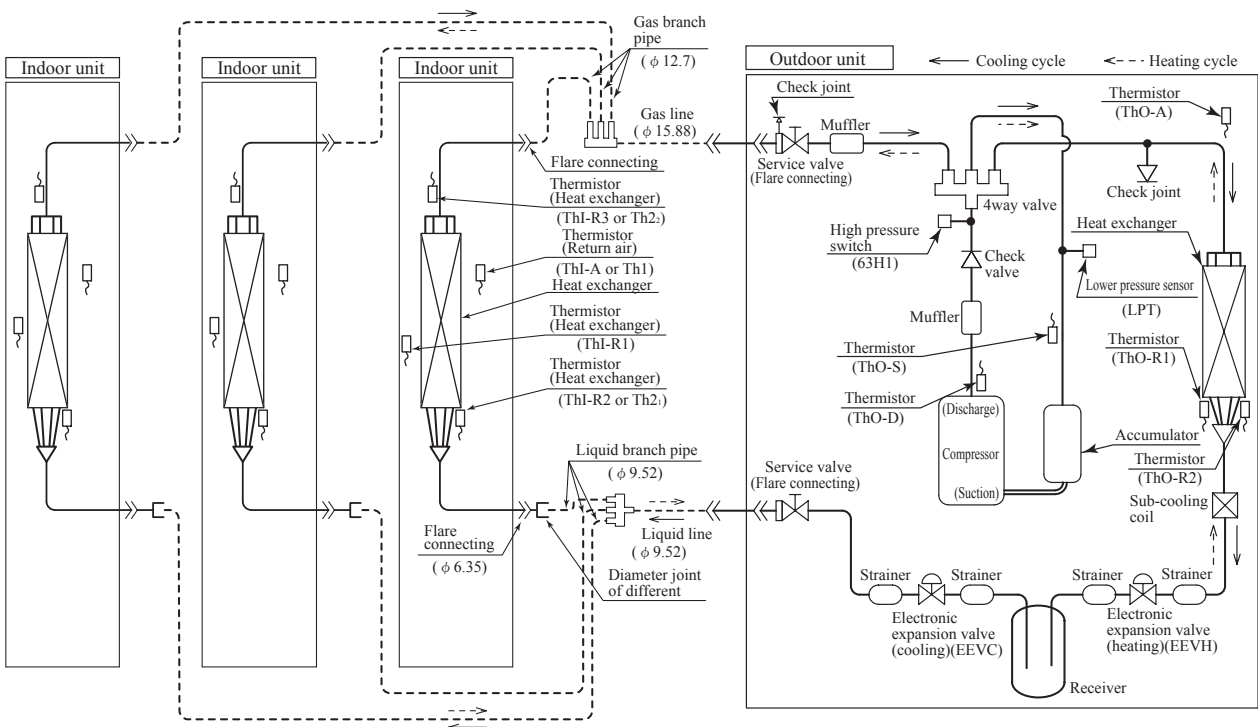 Gas branch
pipe
( φ 12.7)
Indoor unit
Indoor unit
Indoor unit
Outdoor unit
Cooling cycle
Heating cycle
Check joint
Thermistor
(ThO-A)
Gas line
( φ 15.88)
Muffler
Service valve
(Flare connecting)
Flare connecting
Thermistor
(Heat exchanger)
(ThI-R3 or Th2₂)
Thermistor
(Return air)
(ThI-A or Th1)
Heat exchanger
Thermistor
(Heat exchanger)
(ThI-R1)
Thermistor
(Heat exchanger)
(ThI-R2 or Th2₁)
4way valve
Check joint
High pressure
switch
(63H1)
Check
valve
Heat exchanger
Lower pressure sensor
(LPT)
Muffler
Thermistor
(ThO-S)
Thermistor
(ThO-R1)
Thermistor
(ThO-D)
(Discharge)
Compressor
(Suction)
Accumulator
Thermistor
(ThO-R2)
Sub-cooling
coil
Liquid branch pipe
( φ 9.52)
Service valve
(Flare connecting)
Flare
connecting
( φ 6.35)
Liquid line
( φ 9.52)
Diameter joint
of different
Strainer
Strainer
Strainer
Strainer
Electronic
expansion valve
(cooling)(EEVC)
Electronic
expansion valve
(heating)(EEVH)
Receiver